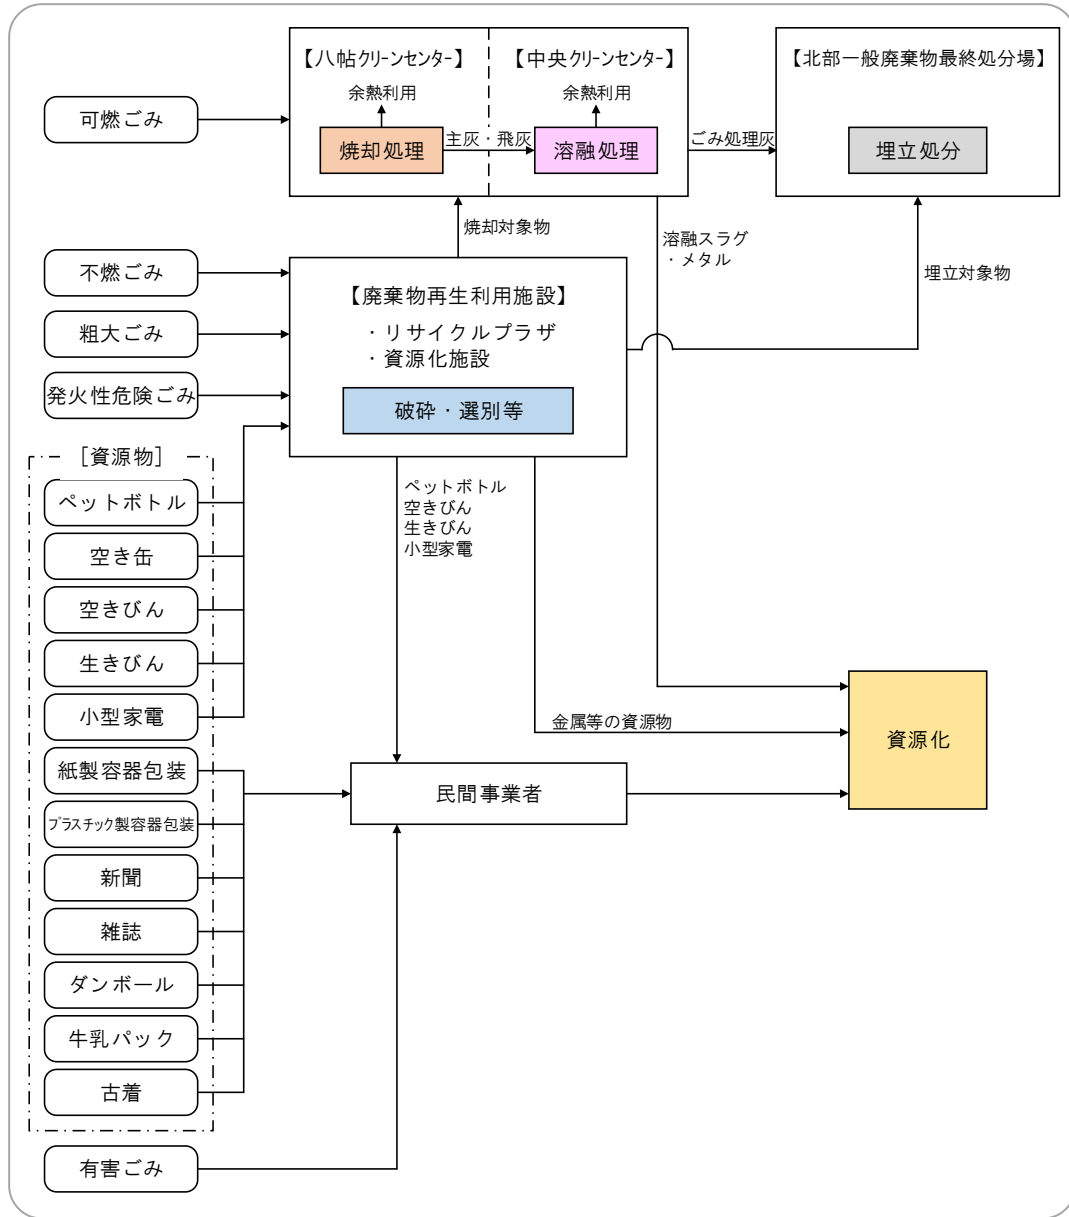 【八帖クリーンセンター】
【中央クリーンセンター】
【北部一般廃棄物最終処分場】
余熱利用
余熱利用
可燃ごみ
焼却処理
主灰・飛灰
溶融処理
ごみ処理灰
埋立処分
焼却対象物
溶融スラグ
・メタル
埋立対象物
不燃ごみ
粗大ごみ
発火性危険ごみ
【廃棄物再生利用施設】
・リサイクルプラザ
・資源化施設
破砕・選別等
［資源物］
ペットボトル
空き缶
空きびん
生きびん
小型家電
ペットボトル
空きびん
生きびん
小型家電
金属等の資源物
資源化
紙製容器包装
プラスチック製容器包装
新聞
雑誌
ダンボール
牛乳パック
古着
民間事業者
有害ごみ